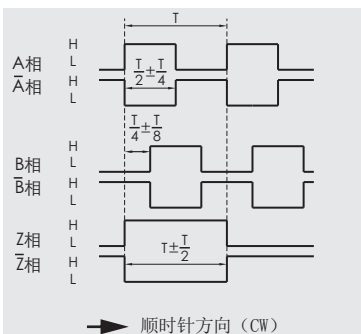 T
H
A相 L
Ā相 H
L
T/2±T/4
T/4±T/8
H
B相 L
B̄相 H
L
H
Z相 L
Z̄相 H
L
T±T/2
顺时针方向（CW）